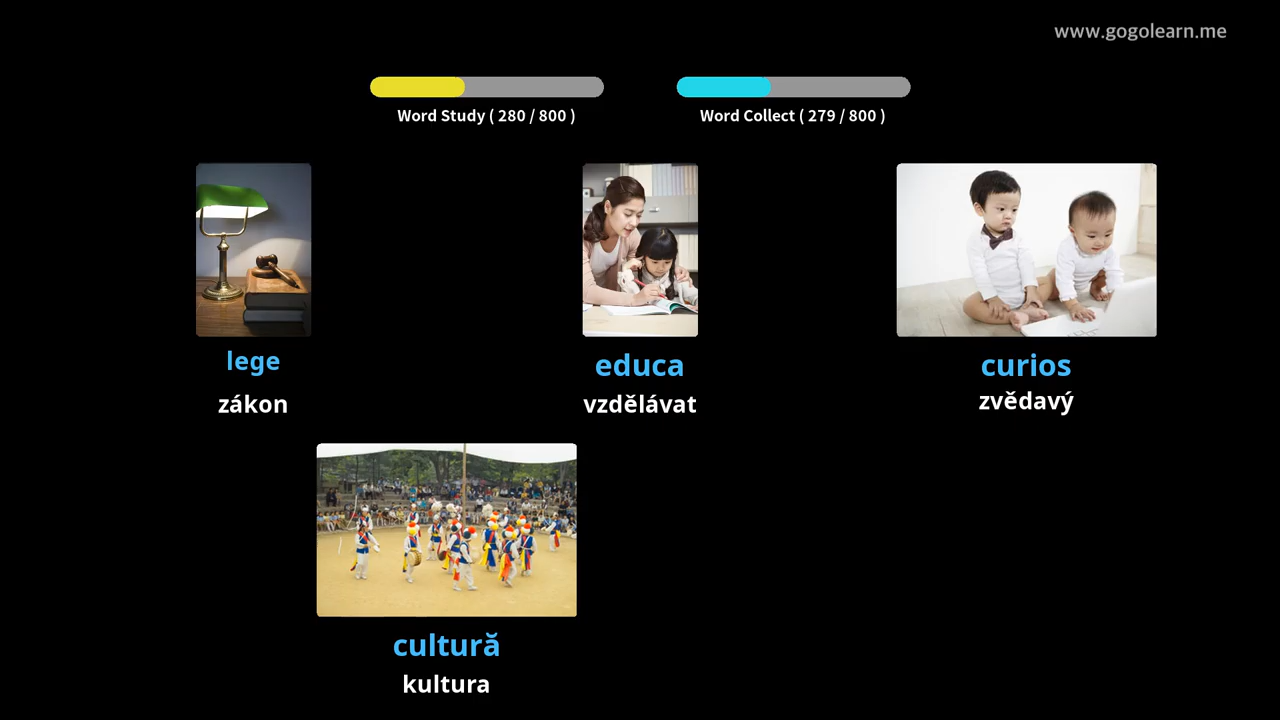 www.gogolearn.me
Word Study ( 280 / 800 )
Word Collect ( 279 / 800 )
lege
zákon
educa
vzdělávat
curios
zvědavý
cultură
kultura